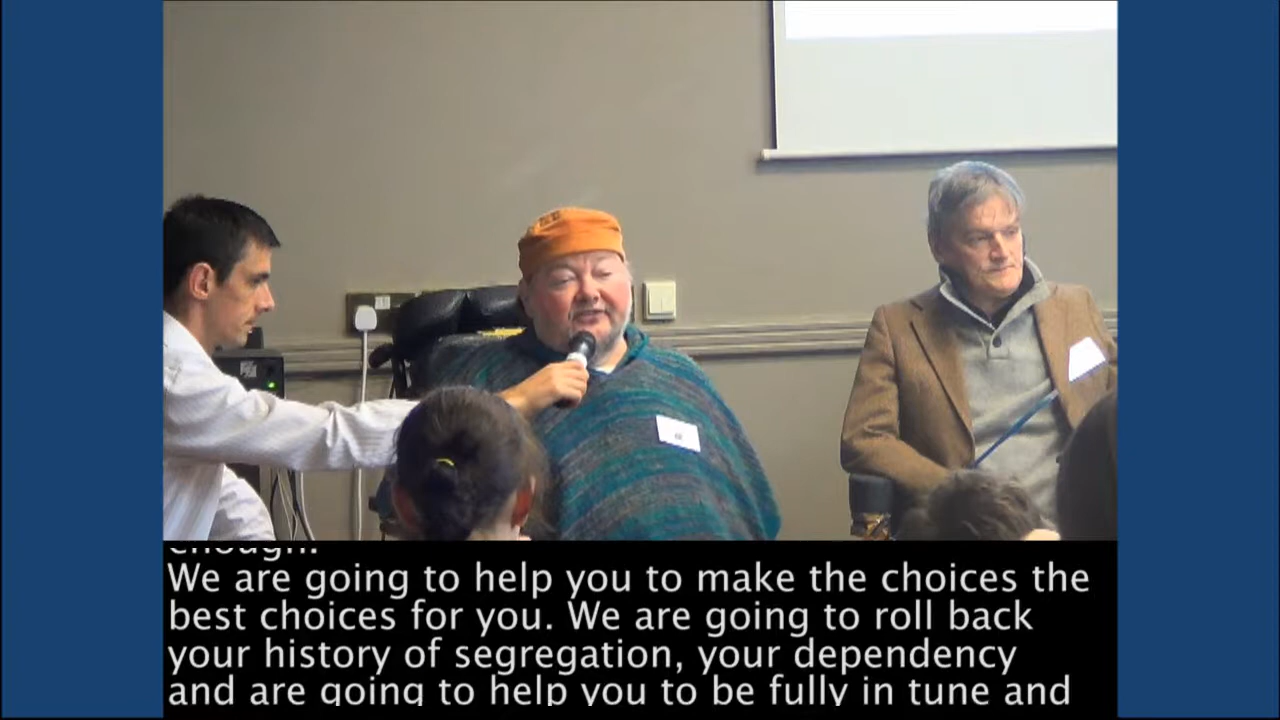 enough.
We are going to help you to make the choices the
best choices for you. We are going to roll back
your history of segregation, your dependency
and are going to help you to be fully in tune and